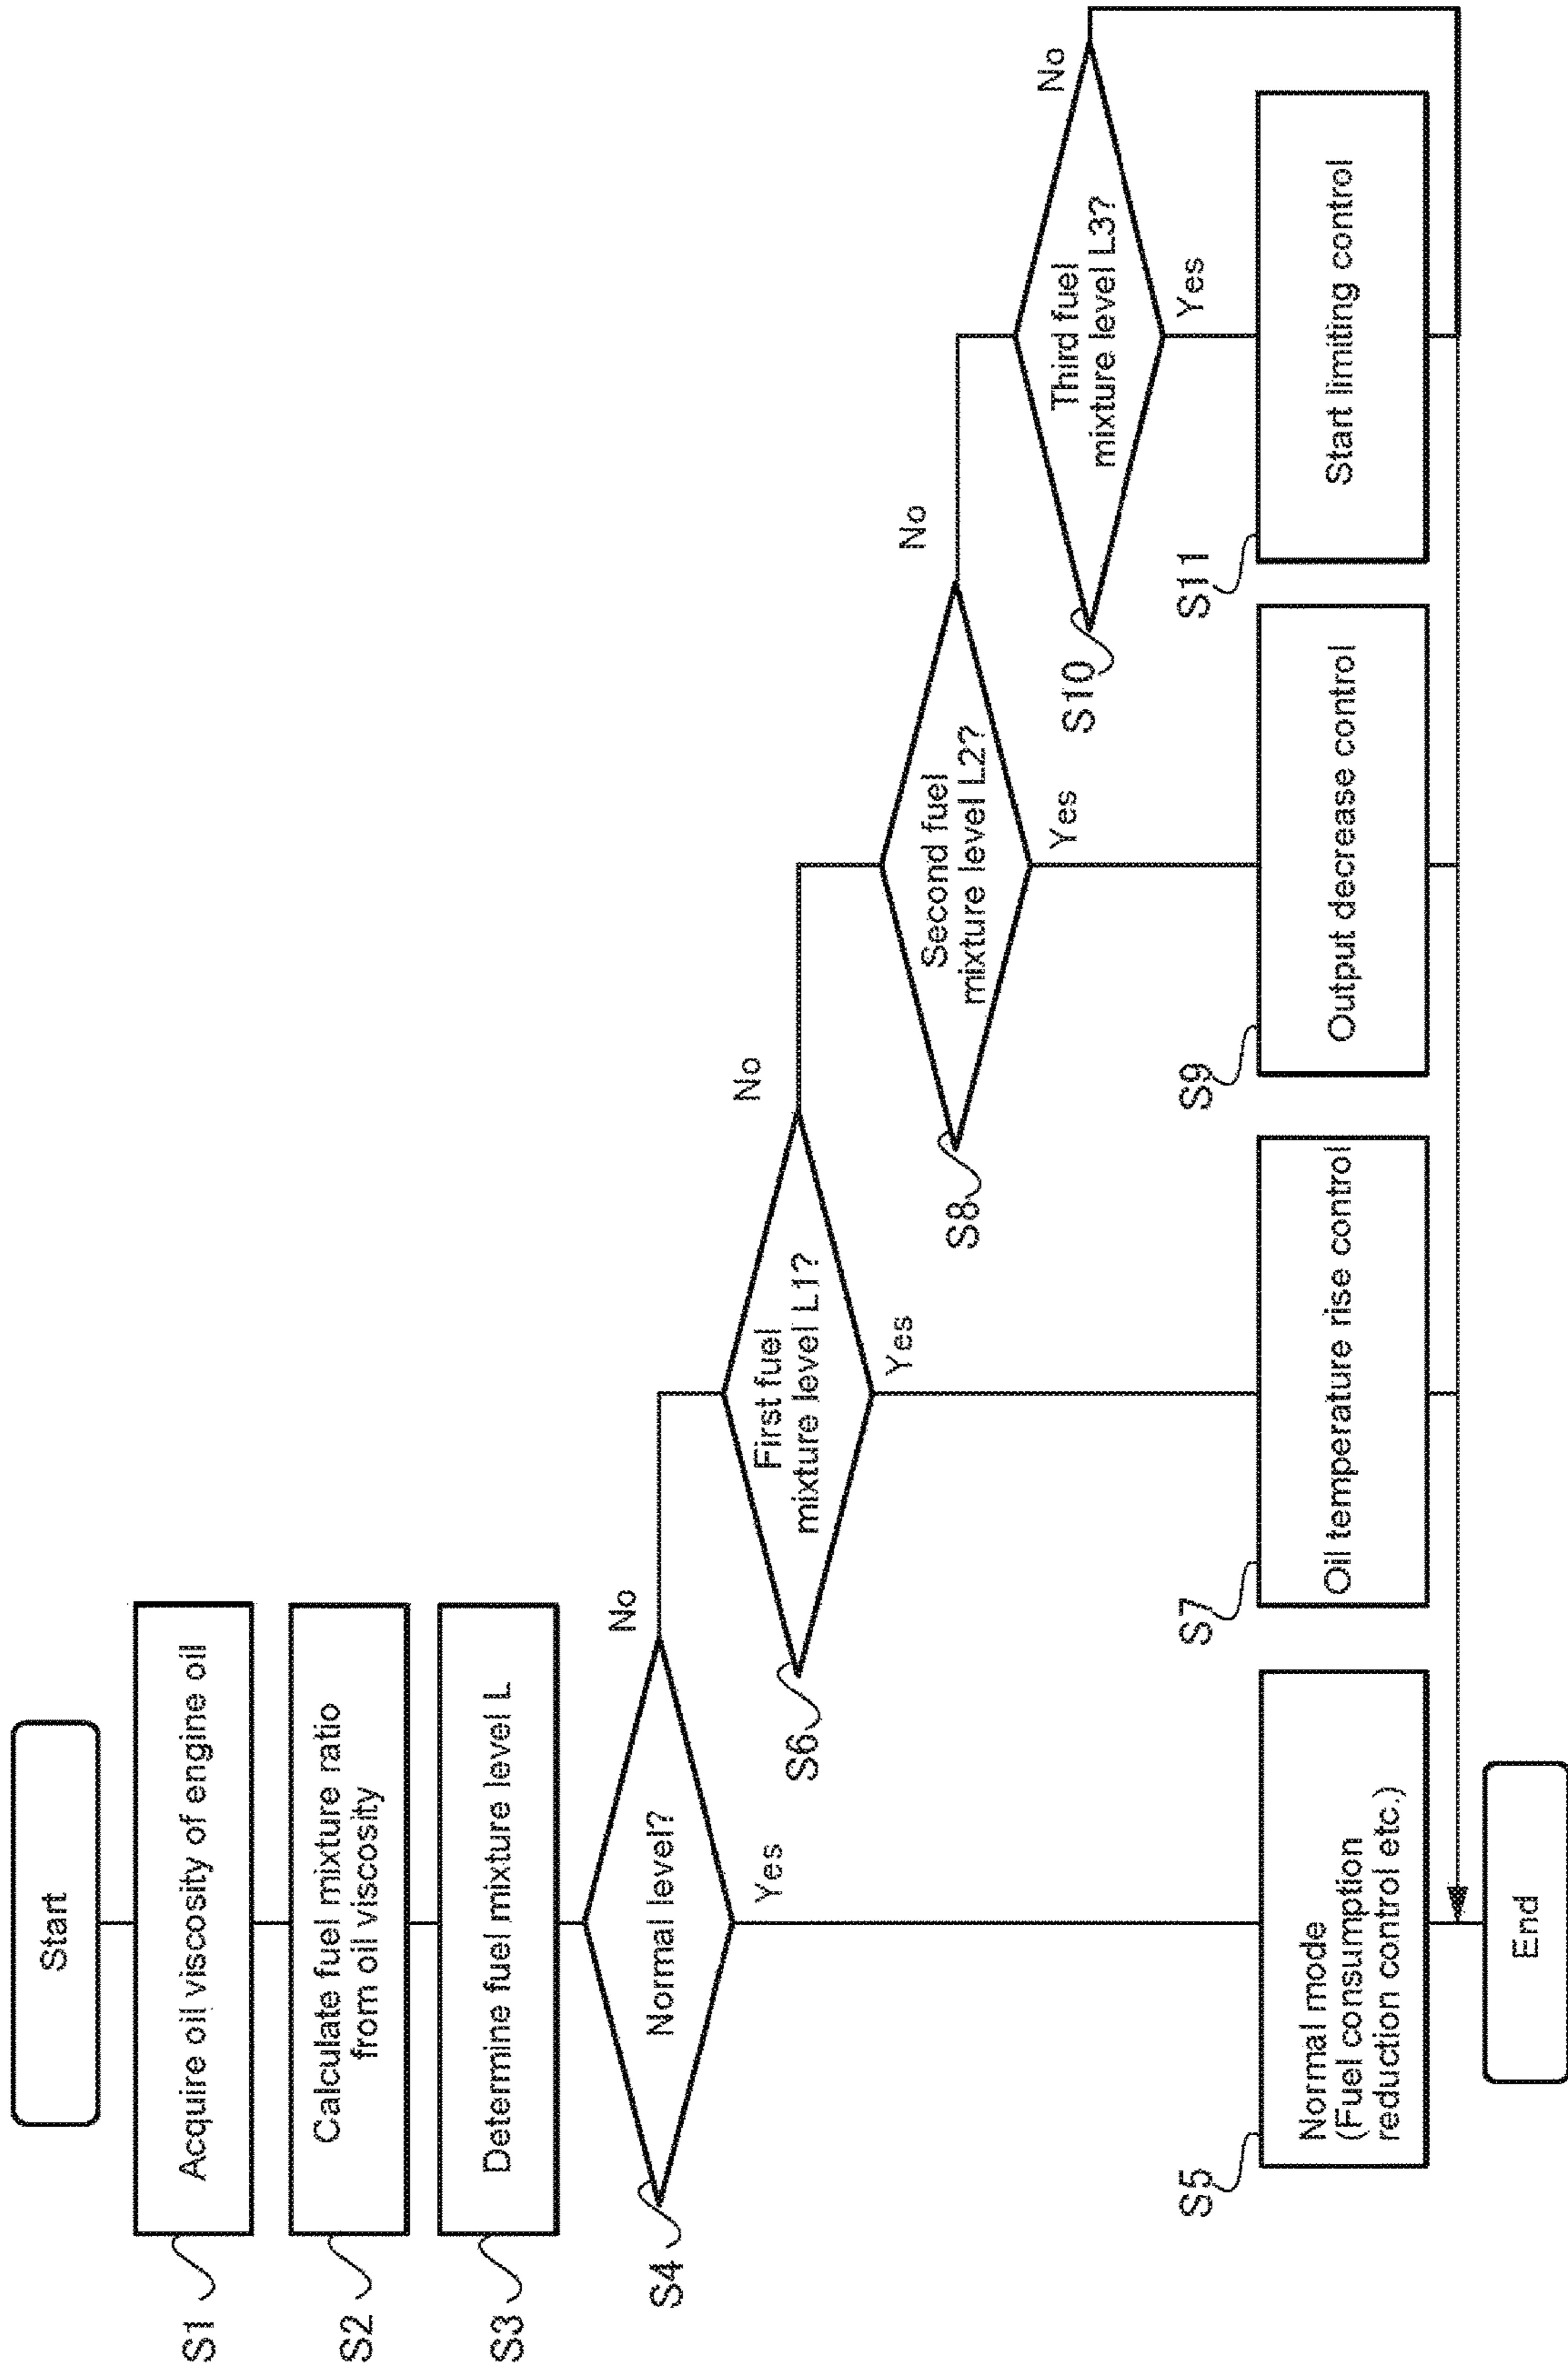 Start
S1
Acquire oil viscosity of engine oil
S2
Calculate fuel mixture ratio
from oil viscosity
S3
Determine fuel mixture level L
S4
Normal level?
No
Yes
S6
First fuel
mixture level L1?
No
Yes
S8
Second fuel
mixture level L2?
No
Yes
S10
Third fuel
mixture level L3?
No
Yes
S5
Normal mode
(Fuel consumption
reduction control etc.)
S7
Oil temperature rise control
S9
Output decrease control
S11
Start limiting control
End